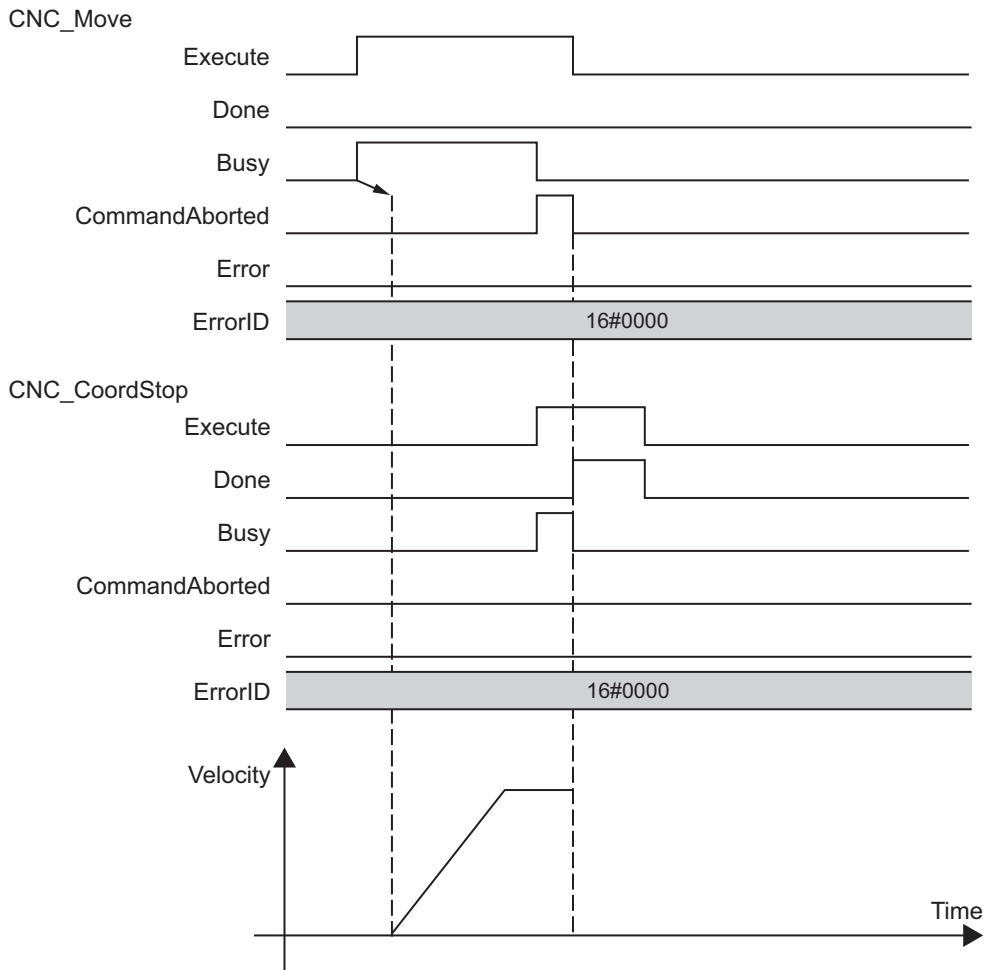 CNC_Move
Execute
Done
Busy
CommandAborted
Error
ErrorID 16#0000
CNC_CoordStop
Execute
Done
Busy
CommandAborted
Error
ErrorID 16#0000
Velocity
Time